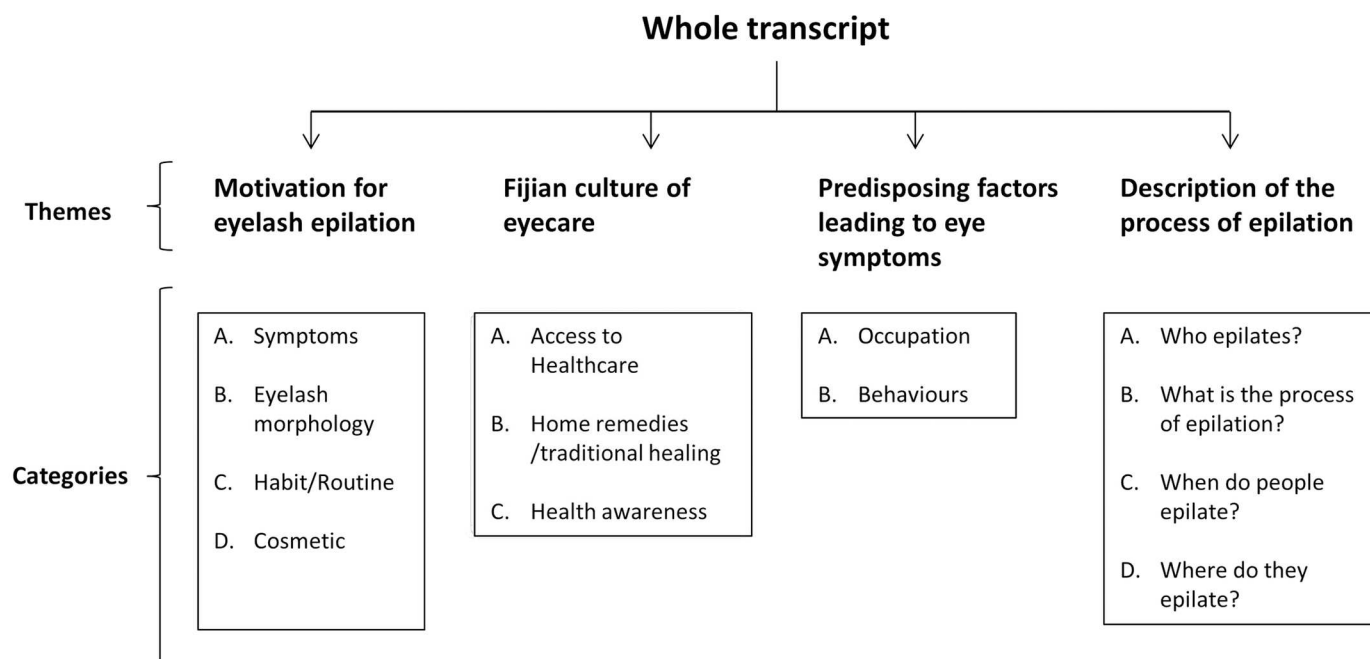 Whole transcript
Themes
Motivation for
eyelash epilation
Fijian culture of
eyecare
Predisposing factors
leading to eye
symptoms
Description of the
process of epilation
Categories
A. Symptoms
B. Eyelash
morphology
C. Habit/Routine
D. Cosmetic
A. Access to
Healthcare
B. Home remedies
/traditional healing
C. Health awareness
A. Occupation
B. Behaviours
A. Who epilates?
B. What is the process
of epilation?
C. When do people
epilate?
D. Where do they
epilate?